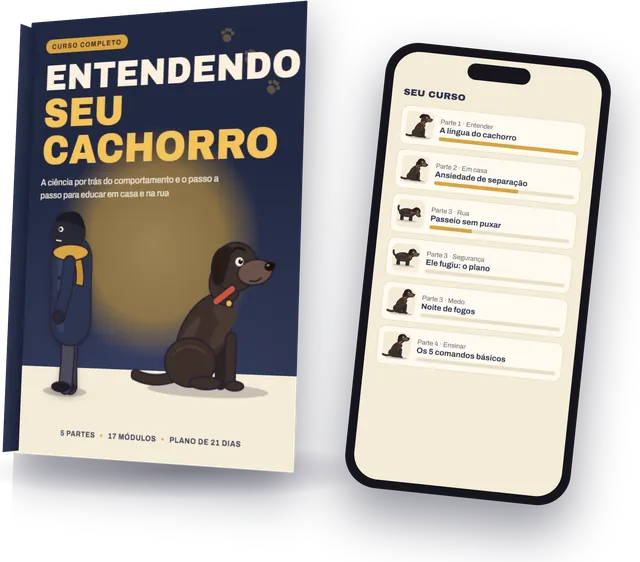 CURSO COMPLETO
ENTENDENDO
SEU
CACHORRO
A ciência por trás do comportamento e o passo a
passo para educar em casa e na rua
5 PARTES • 17 MÓDULOS • PLANO DE 21 DIAS
SEU CURSO
Parte 1 · Entender
A língua do cachorro
Parte 2 · Em casa
Ansiedade de separação
Parte 3 · Rua
Passeio sem puxar
Parte 3 · Segurança
Ele fugiu: o plano
Parte 3 · Medo
Noite de fogos
Parte 4 · Ensinar
Os 5 comandos básicos